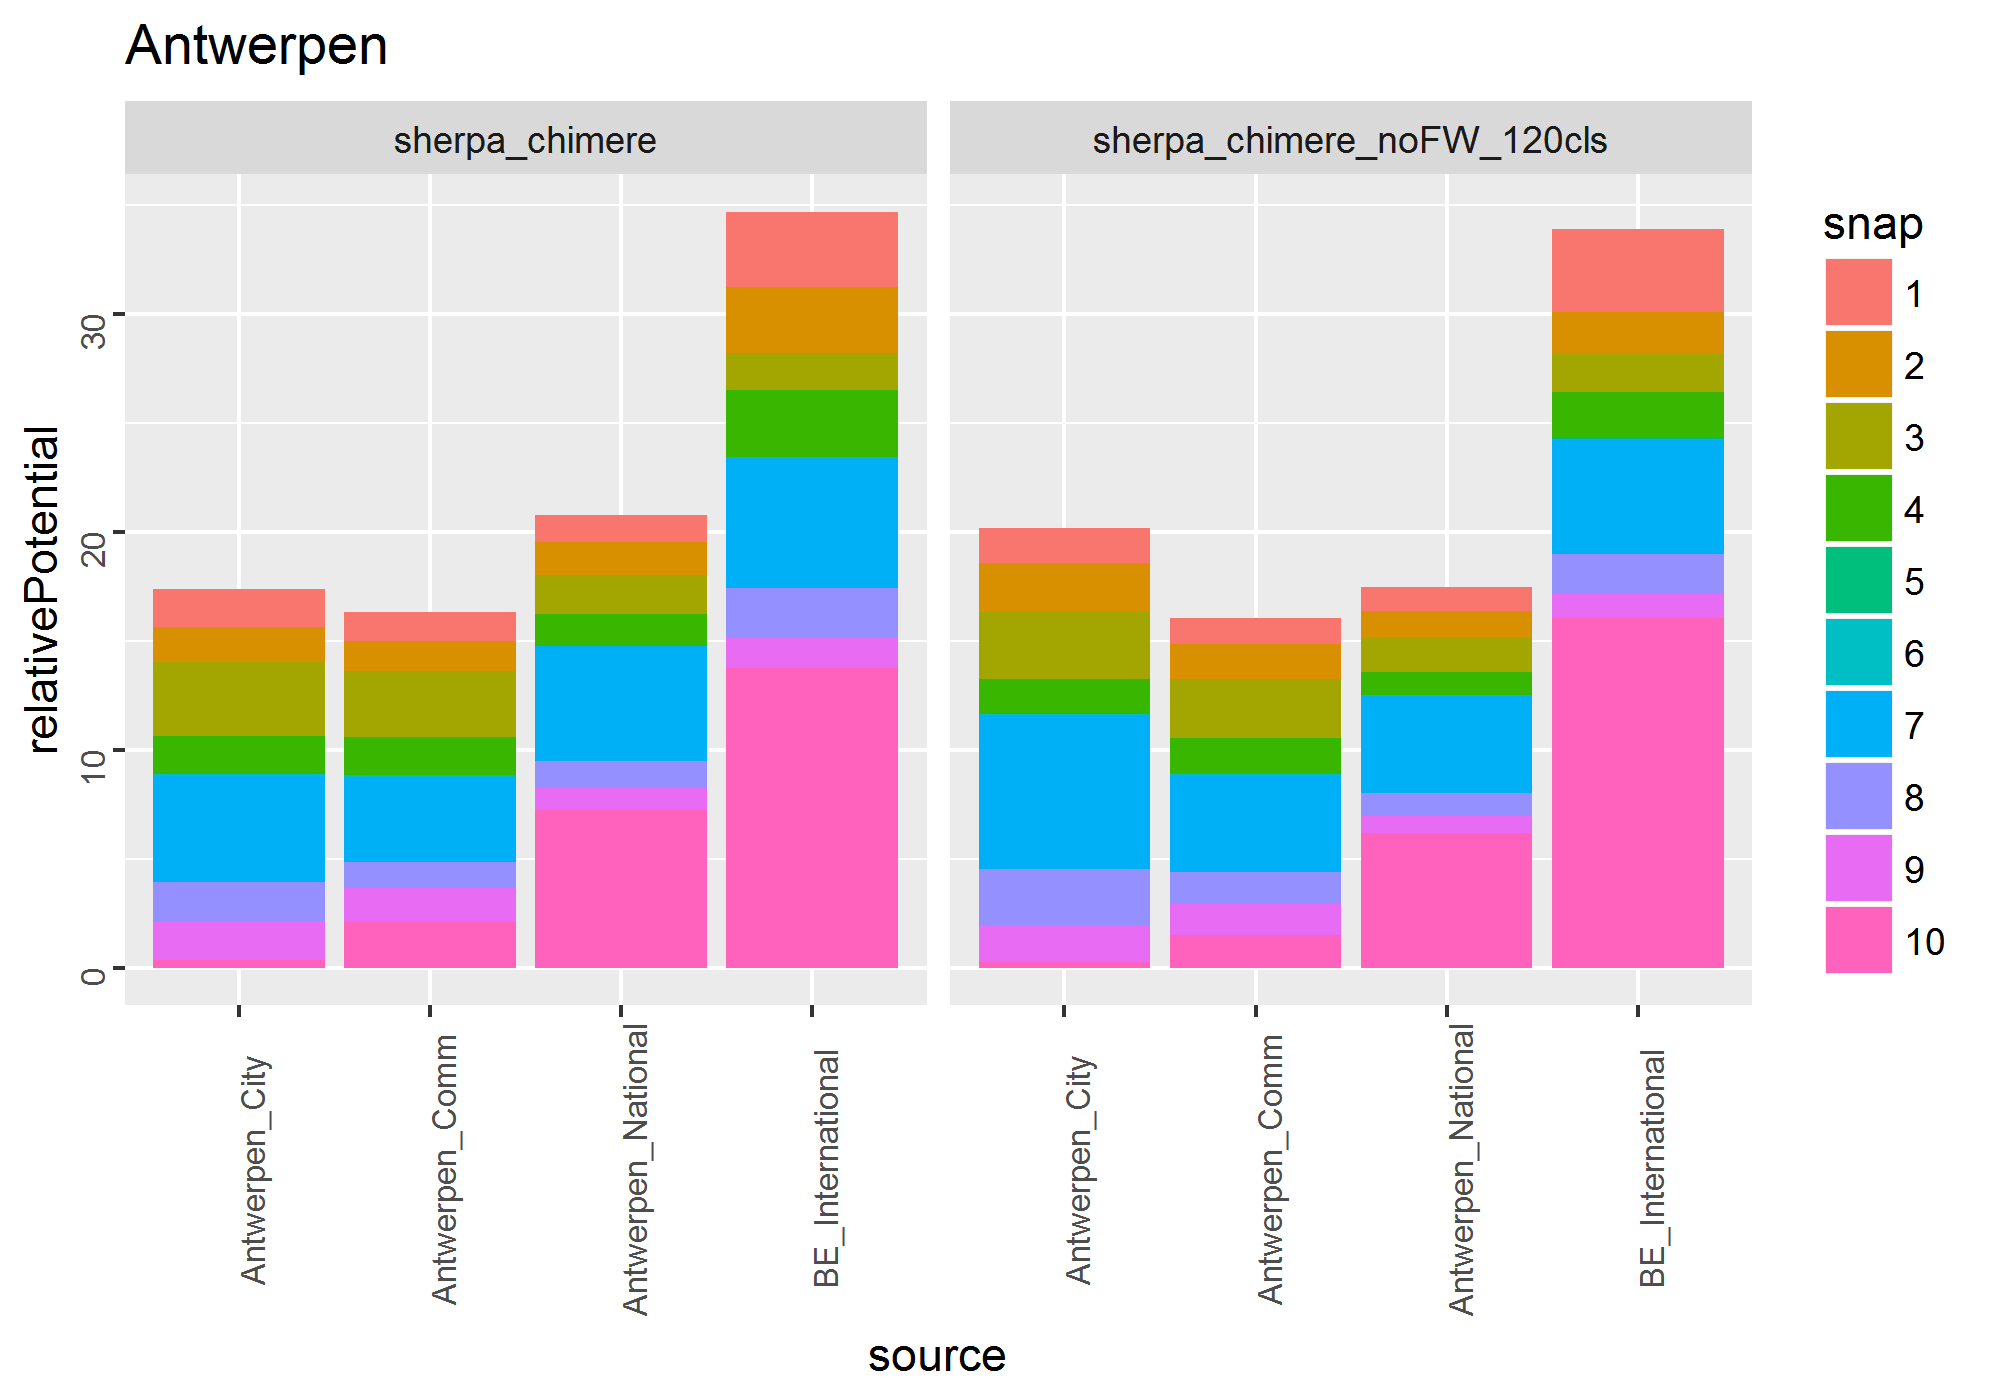 Antwerpen
sherpa_chimere
sherpa_chimere_noFW_120cls
relativePotential
30
20
10
0
Antwerpen_City
Antwerpen_Comm
Antwerpen_National
BE_International
Antwerpen_City
Antwerpen_Comm
Antwerpen_National
BE_International
source
snap
1
2
3
4
5
6
7
8
9
10